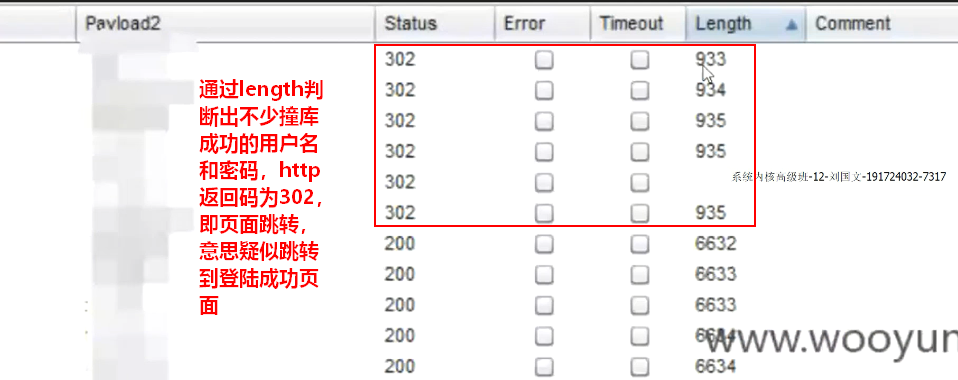 Payload2 Status Error Timeout Length Comment
302 933
302 934
302 935
302 935
302
302 935
200 6632
200 6633
200 6633
200 6634
200 6634
通过length判
断出不少撞库
成功的用户名
和密码，http
返回码为302，
即页面跳转，
意思疑似跳转
到登陆成功页
面
系统内核高级班-12-刘国文-191724032-7317
www.wooyun